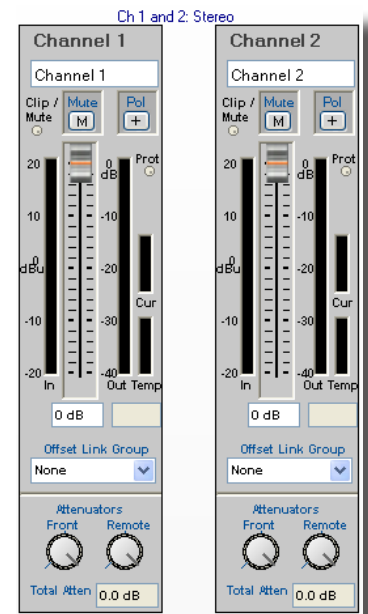 Ch 1 and 2: Stereo
Channel 1
Channel 1
Clip / Mute
Mute
M
Pol
+
20
10
0
dBu
-10
-20
In
0
dB
-10
-20
-30
-40
Out
Prot
Cur
Temp
0 dB
Offset Link Group
None
Attenuators
Front Remote
Total Atten 0.0 dB
Channel 2
Channel 2
Clip / Mute
Mute
M
Pol
+
20
10
0
dBu
-10
-20
In
0
dB
-10
-20
-30
-40
Out
Prot
Cur
Temp
0 dB
Offset Link Group
None
Attenuators
Front Remote
Total Atten 0.0 dB